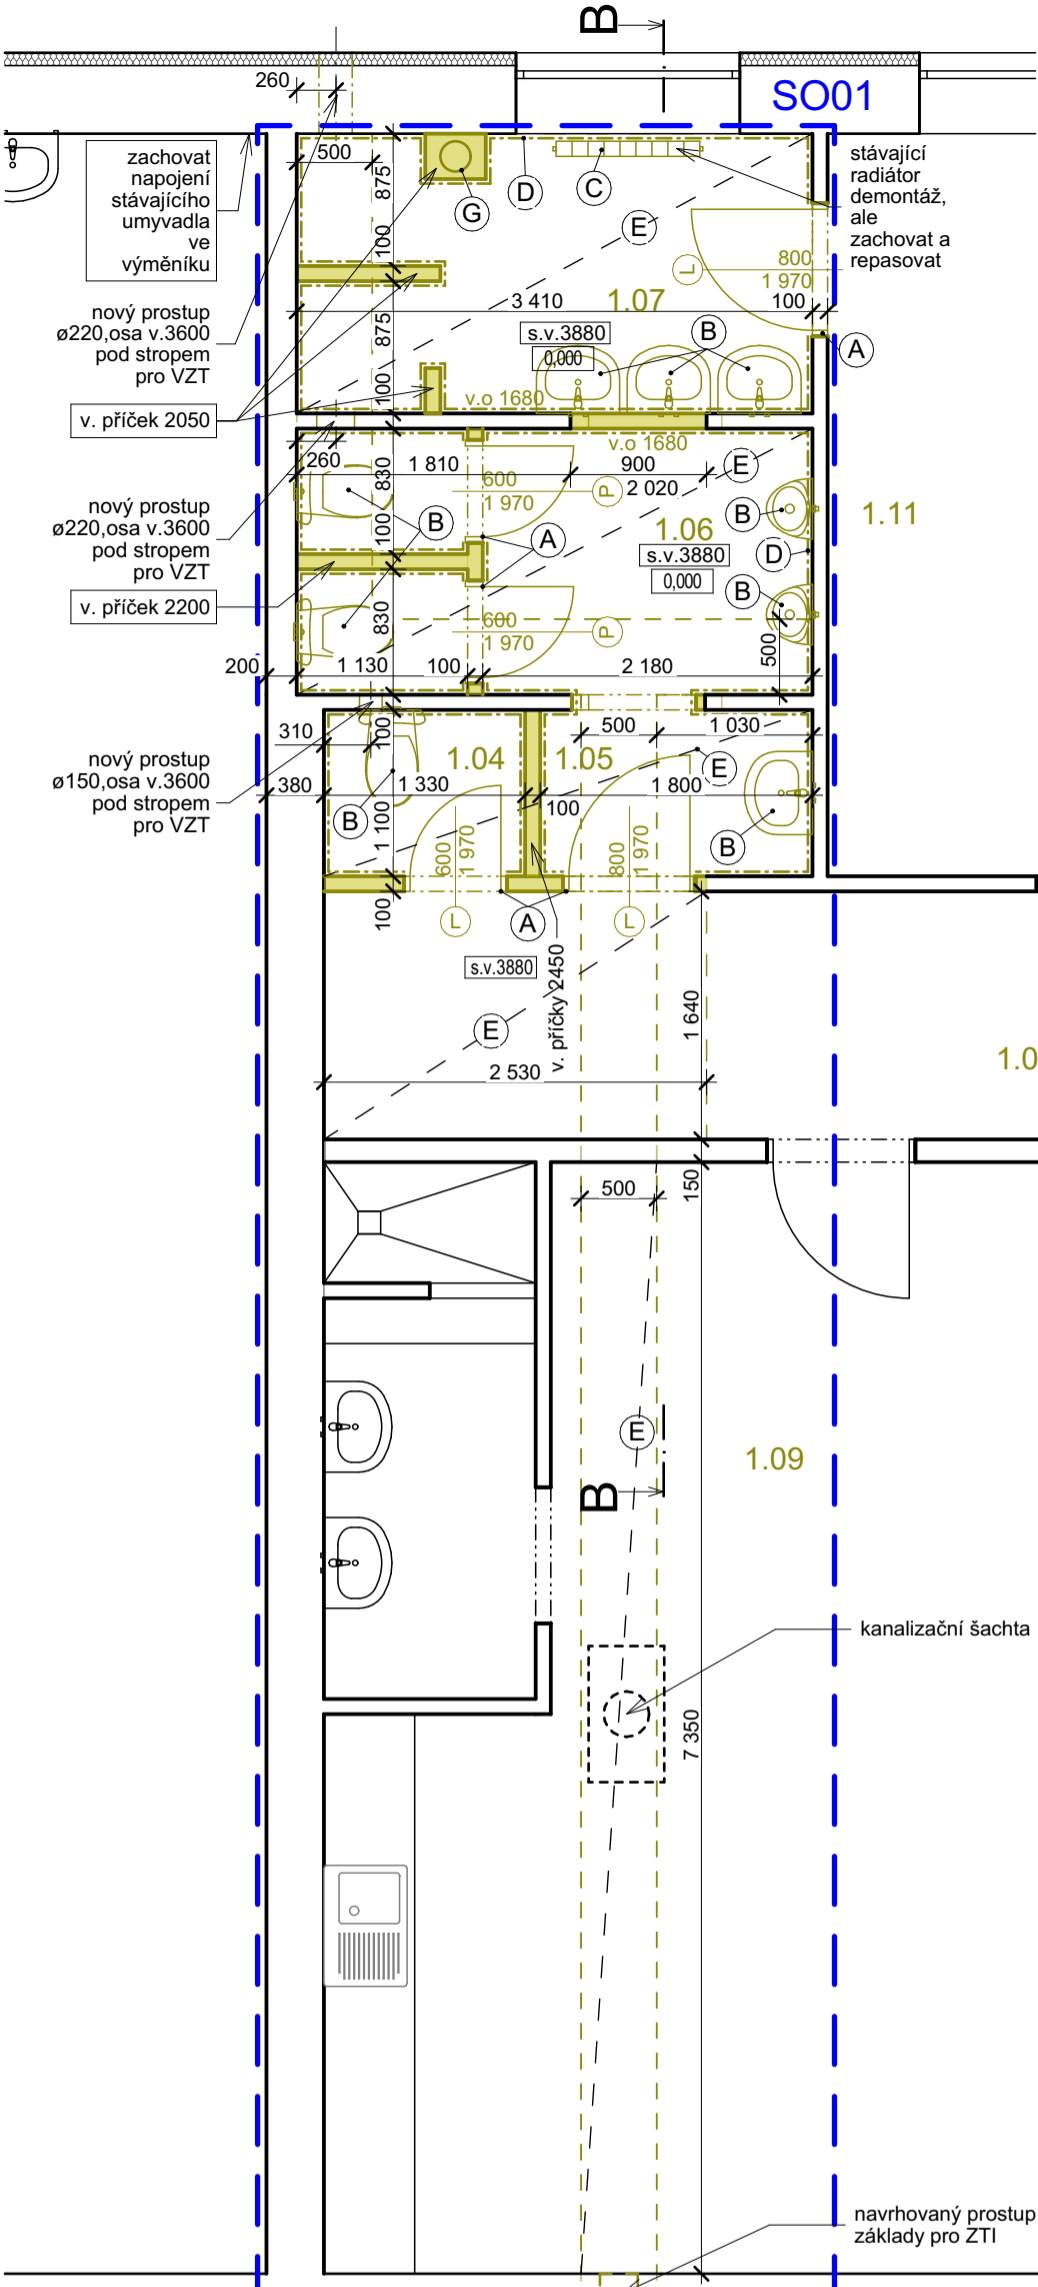 B
SO01
260
500
zachovat
napojení
stávajícího
umyvadla
ve
výměníku
stávající
radiátor
demontáž,
ale
zachovat a
repasovat
875
D
C
G
E
L
800
1 970
100
nový prostup
ø220,osa v.3600
pod stropem
pro VZT
3 410
1.07
100
875
s.v.3880
0,000
B
A
v. příček 2050
100
v.o 1680
v.o 1680
260
1 810
900
2 020
E
830
600
1 970
P
nový prostup
ø220,osa v.3600
pod stropem
pro VZT
B
100
A
1.06
B
1.11
s.v.3880
0,000
D
v. příček 2200
B
830
600
1 970
P
500
200
1 130
100
2 180
310
100
500
1 030
nový prostup
ø150,osa v.3600
pod stropem
pro VZT
1.04
1.05
E
380
1 330
100
1 800
B
1 100
600
1 970
800
1 970
B
100
L
A
L
s.v.3880
v. příčky 2450
E
1 640
2 530
1.0
150
500
E
B
1.09
kanalizační šachta
7 350
navrhovaný prostup
základy pro ZTI